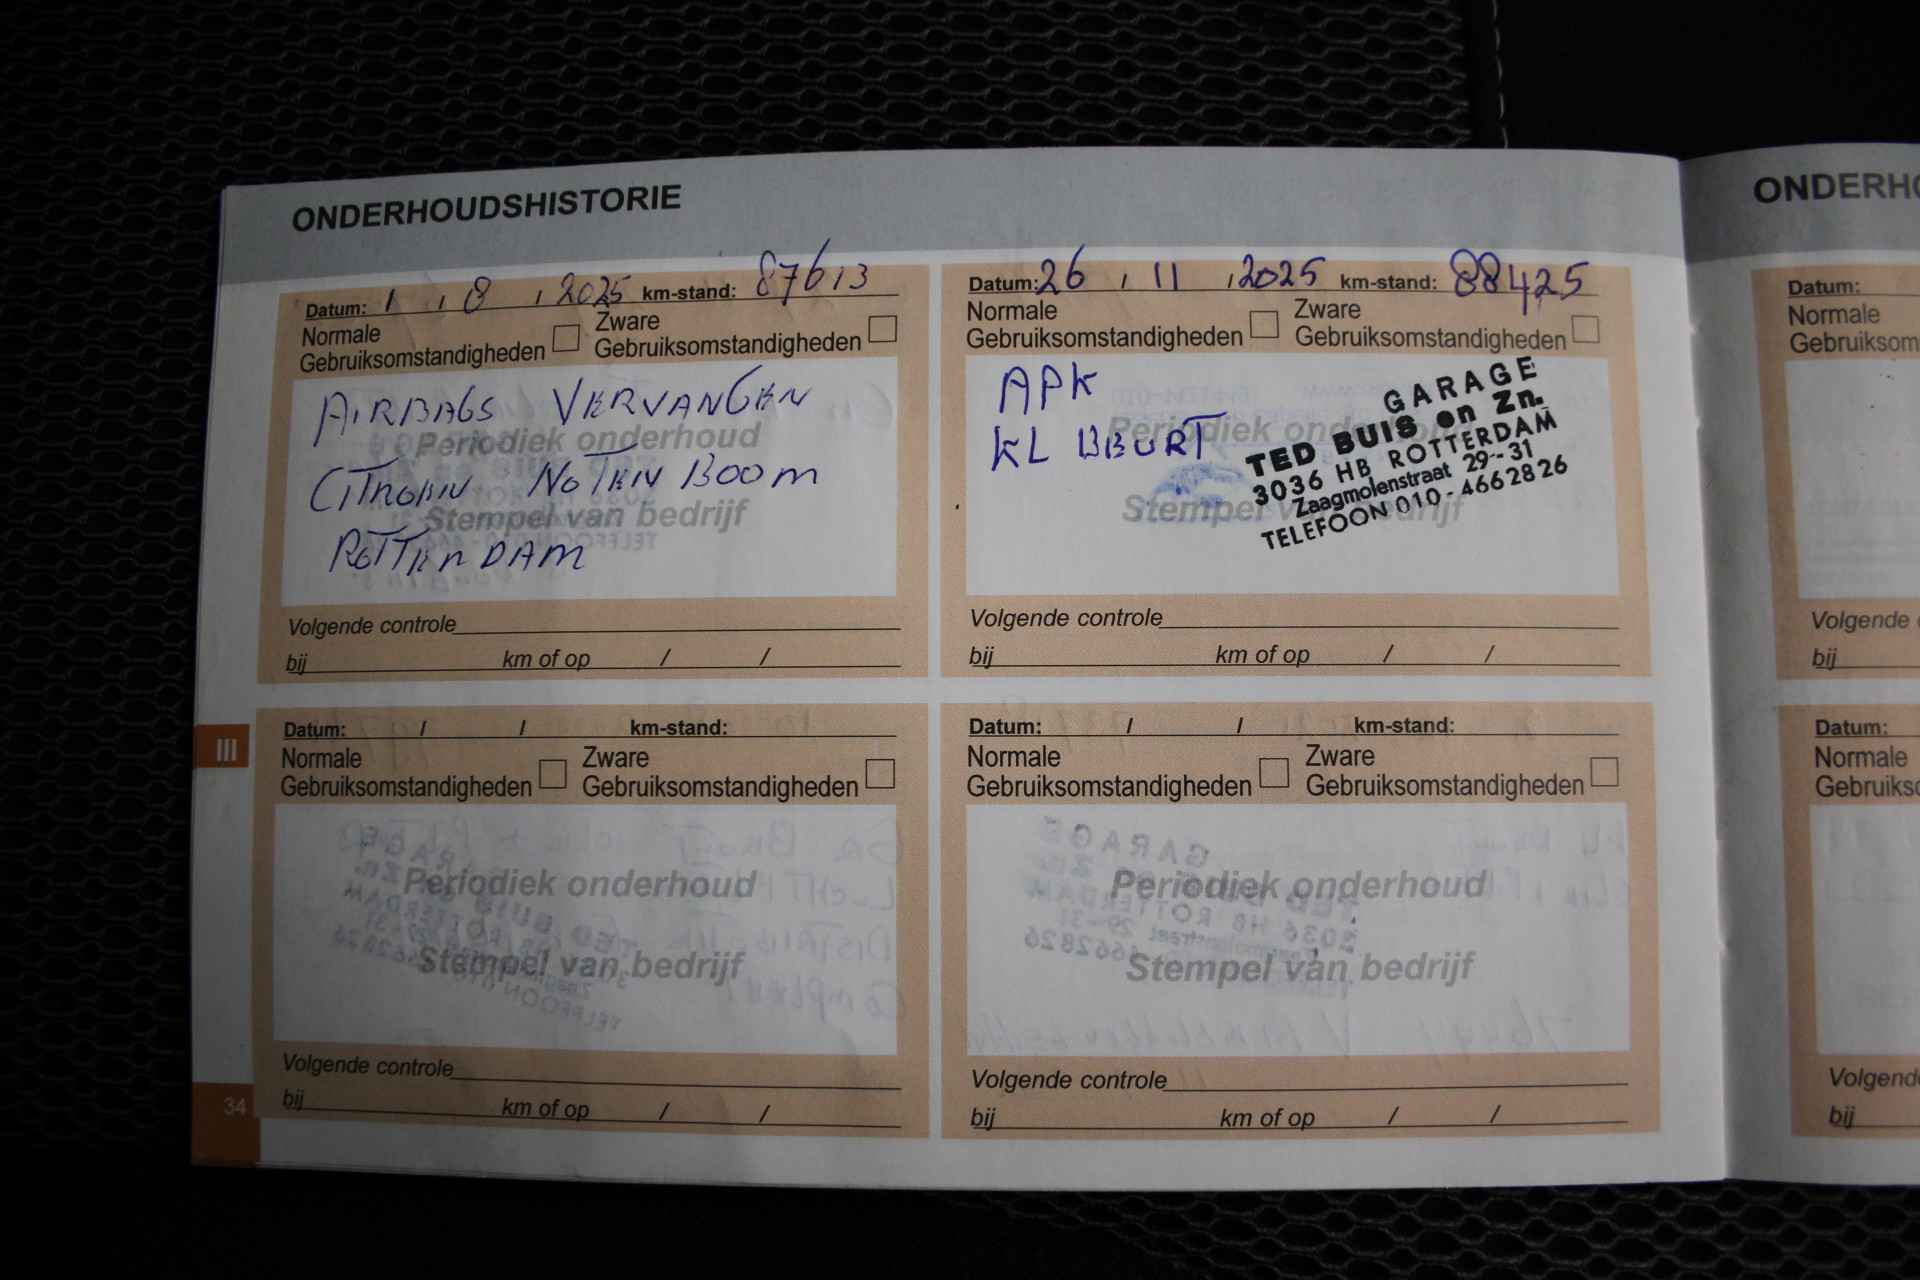 ONDERHOUDSHISTORIE
Datum: 1 / 8 / 2025 km-stand: 87613
Normale Gebruiksomstandigheden
Zware Gebruiksomstandigheden
AIRBAGS VERVANGEN
Periodiek onderhoud
CITROEN NOTENBOOM
Stempel van bedrijf
ROTTERDAM
Volgende controle
bij km of op / /
Datum: 26 / 11 / 2025 km-stand: 88425
Normale Gebruiksomstandigheden
Zware Gebruiksomstandigheden
APK
KL BBURT
Periodiek onderhoud
Stempel van bedrijf
GARAGE
TED BUIS en Zn.
3036 HB ROTTERDAM
Zaagmolenstraat 29-31
TELEFOON 010-4662826
Volgende controle
bij km of op / /
III
Datum: / / km-stand:
Normale Gebruiksomstandigheden
Zware Gebruiksomstandigheden
Periodiek onderhoud
Stempel van bedrijf
Volgende controle
bij km of op / /
Datum: / / km-stand:
Normale Gebruiksomstandigheden
Zware Gebruiksomstandigheden
Periodiek onderhoud
Stempel van bedrijf
Volgende controle
bij km of op / /
34
ONDERHO
Datum:
Normale
Gebruiksom
Volgende
bij
Datum:
Normale
Gebruikso
Volgend
bij